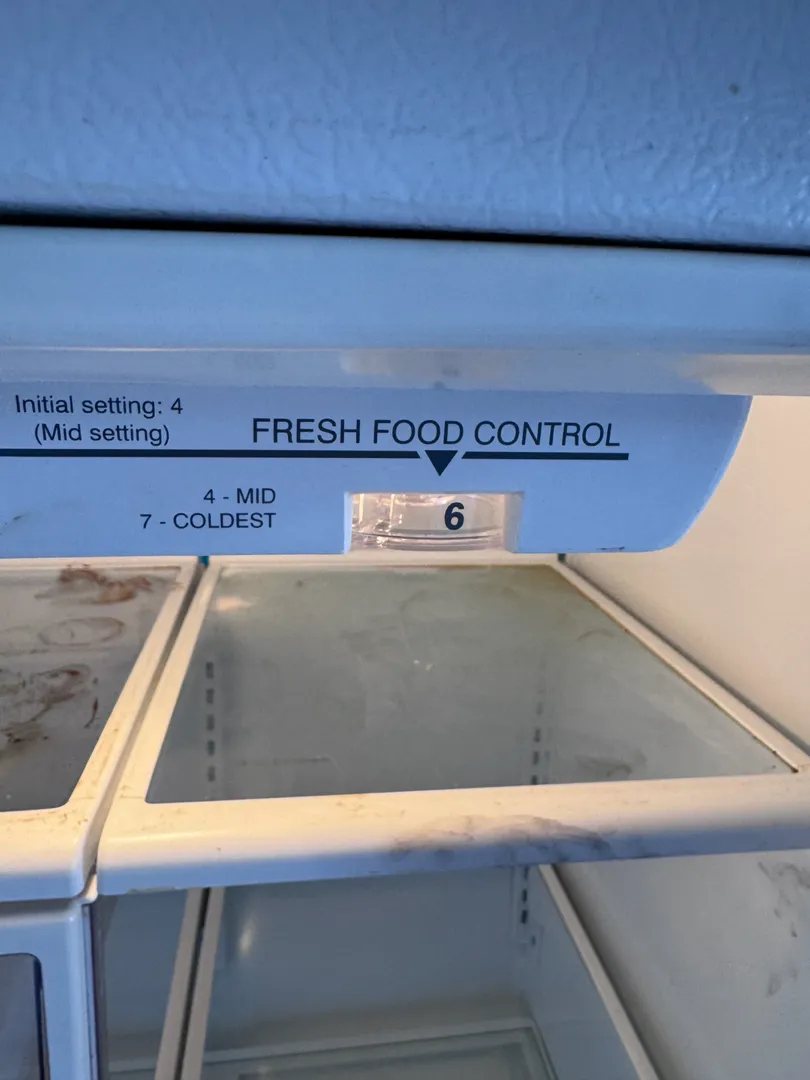 Initial setting: 4
(Mid setting)
FRESH FOOD CONTROL
4 - MID
7 - COLDEST
6